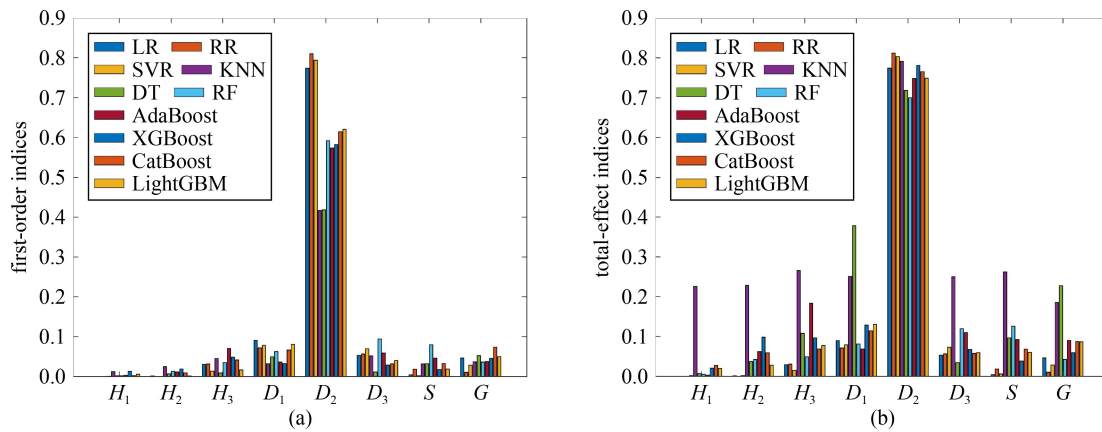 0.9
0.8
0.7
0.6
0.5
0.4
0.3
0.2
0.1
0
first-order indices
LR RR
SVR KNN
DT RF
AdaBoost
XGBoost
CatBoost
LightGBM
H1 H2 H3 D1 D2 D3 S G
(a)
0.9
0.8
0.7
0.6
0.5
0.4
0.3
0.2
0.1
0
total-effect indices
LR RR
SVR KNN
DT RF
AdaBoost
XGBoost
CatBoost
LightGBM
H1 H2 H3 D1 D2 D3 S G
(b)